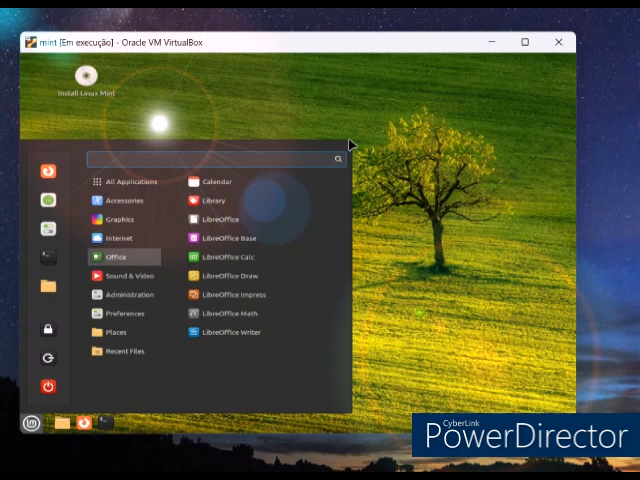 mint [Em execução] - Oracle VM VirtualBox
Install Linux Mint
All Applications
Accessories
Graphics
Internet
Office
Sound & Video
Administration
Preferences
Places
Recent Files
Calendar
Library
LibreOffice
LibreOffice Base
LibreOffice Calc
LibreOffice Draw
LibreOffice Impress
LibreOffice Math
LibreOffice Writer
CyberLink
PowerDirector